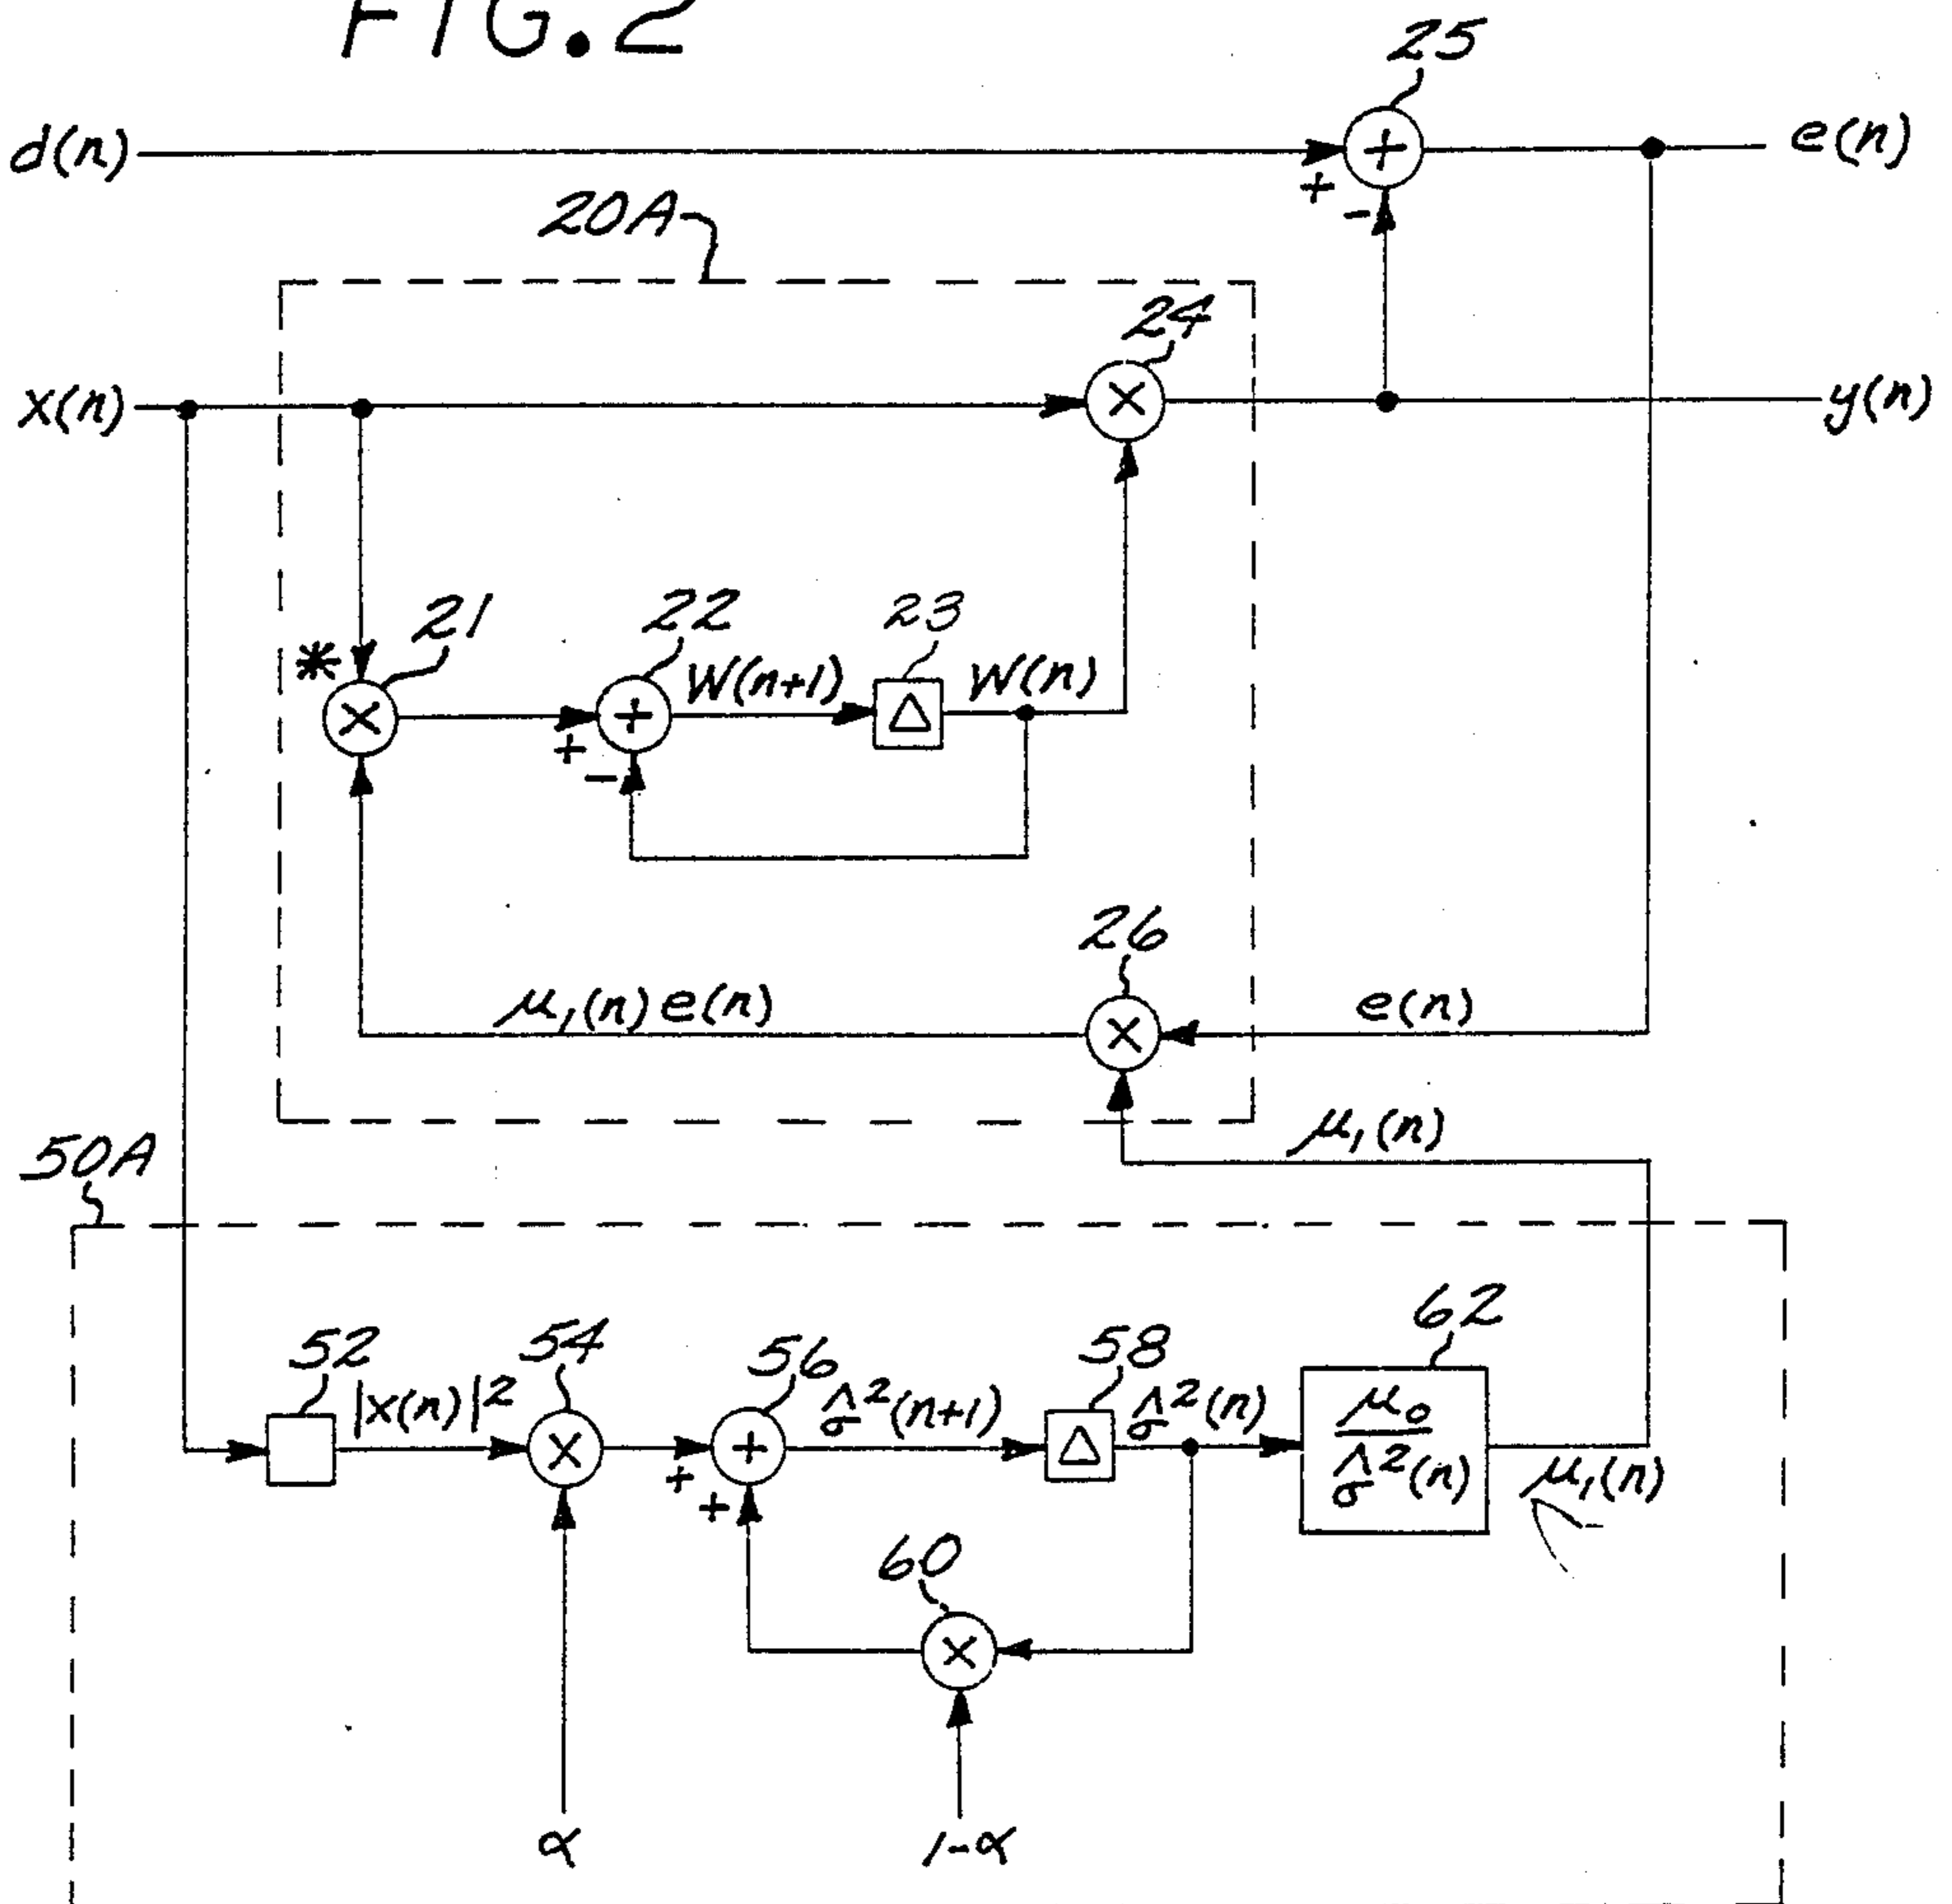 FIG. 2
25
d(n)
+
e(n)
+
-
20A
24
x(n)
×
y(n)
21
22
23
*
W(n+1)
W(n)
×
+
Δ
+
-
26
μ₁(n) e(n)
×
e(n)
μ₁(n)
50A
62
52
54
56
58
|x(n)|²
×
+
σ̂²(n+1)
Δ
σ̂²(n)
μ₀
σ̂²(n)
μ₁(n)
+
+
60
×
α
1-α